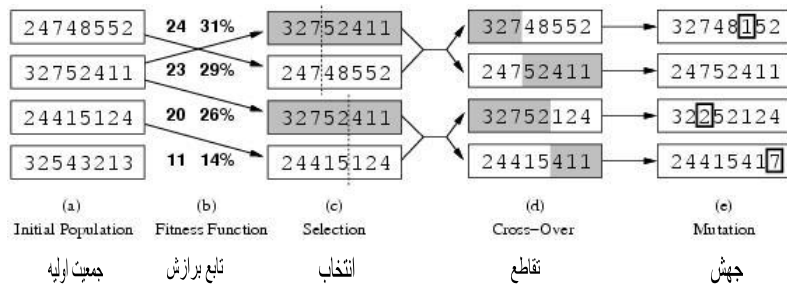 24748552 24 31% 32752411 32748552 32748152
32752411 23 29% 24748552 24752411 24752411
24415124 20 26% 32752411 32752124 32252124
32543213 11 14% 24415124 24415411 24415417
(a) (b) (c) (d) (e)
Initial Population Fitness Function Selection Cross-Over Mutation
جمعیت اولیه تابع برازش انتخاب تقاطع جهش